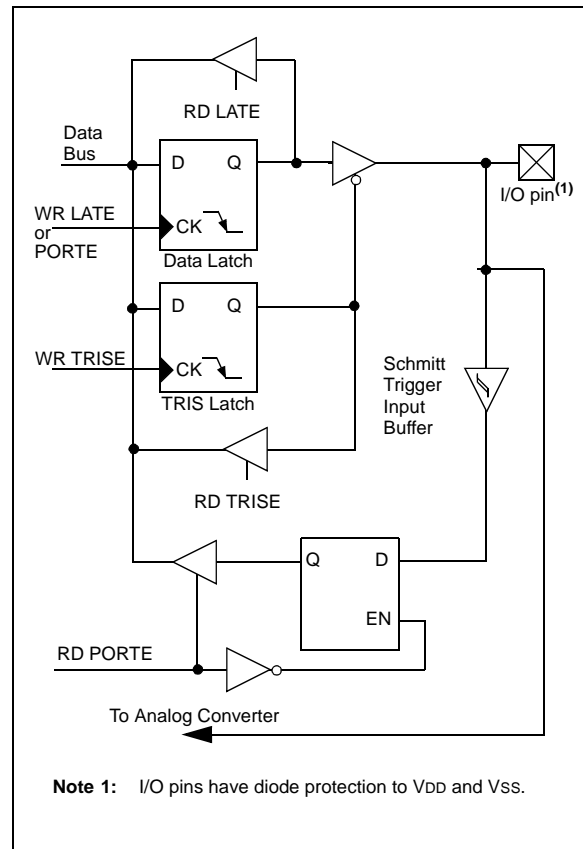 RD LATE
Data
Bus
D Q
I/O pin(1)
WR LATE
or
PORTE
CK
Data Latch
D Q
WR TRISE
CK
TRIS Latch
Schmitt
Trigger
Input
Buffer
RD TRISE
Q D
EN
RD PORTE
To Analog Converter
Note 1: I/O pins have diode protection to VDD and VSS.